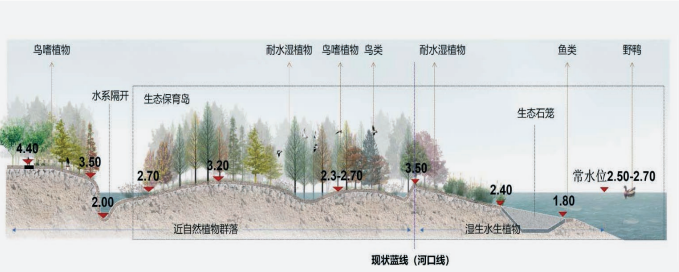 鸟嗜植物 耐水湿植物 鸟嗜植物 鸟类 耐水湿植物 鱼类 野鸭
水系隔开 生态保育岛
生态石笼
4.40 3.50 2.70 3.20 2.3-2.70 3.50 常水位2.50-2.70
2.00 2.40 1.80
近自然植物群落 湿生水生植物
现状蓝线（河口线）